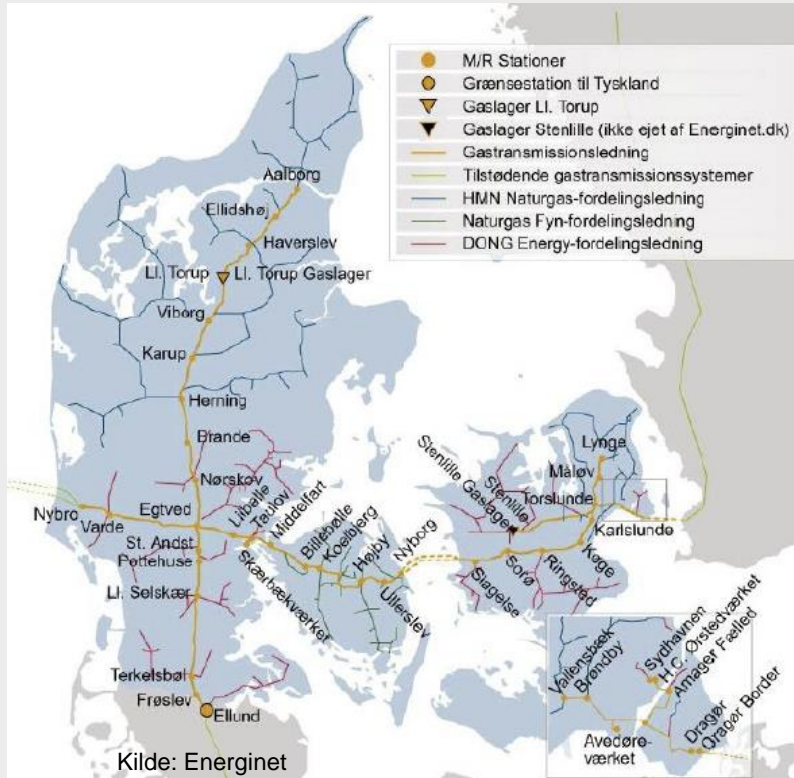 M/R Stationer
Grænsestation til Tyskland
Gaslager Ll. Torup
Gaslager Stenlille (ikke ejet af Energinet.dk)
Gastransmissionsledning
Tilstødende gastransmissionssystemer
HMN Naturgas-fordelingsledning
Naturgas Fyn-fordelingsledning
DONG Energy-fordelingsledning
Aalborg
Ellidshøj
Haverslev
Ll. Torup
Ll. Torup Gaslager
Viborg
Karup
Herning
Brande
Nørskov
Nybro
Varde
Egtved
Lilballe
Taulov
Middelfart
St. Andst
Pottehuse
Skærbækværket
Billebølle
Koelbjerg
Højby
Nyborg
Ullerslev
Ll. Selskær
Terkelsbøl
Frøslev
Ellund
Lynge
Måløv
Stenlille
Stenlille Gaslager
Torslunde
Karlslunde
Køge
Ringsted
Sorø
Slagelse
Vallensbæk
Brøndby
Sydhavnen
H.C. Ørstedværket
Amager Fælled
Avedøre-
værket
Dragør
Dragør Border
Kilde: Energinet